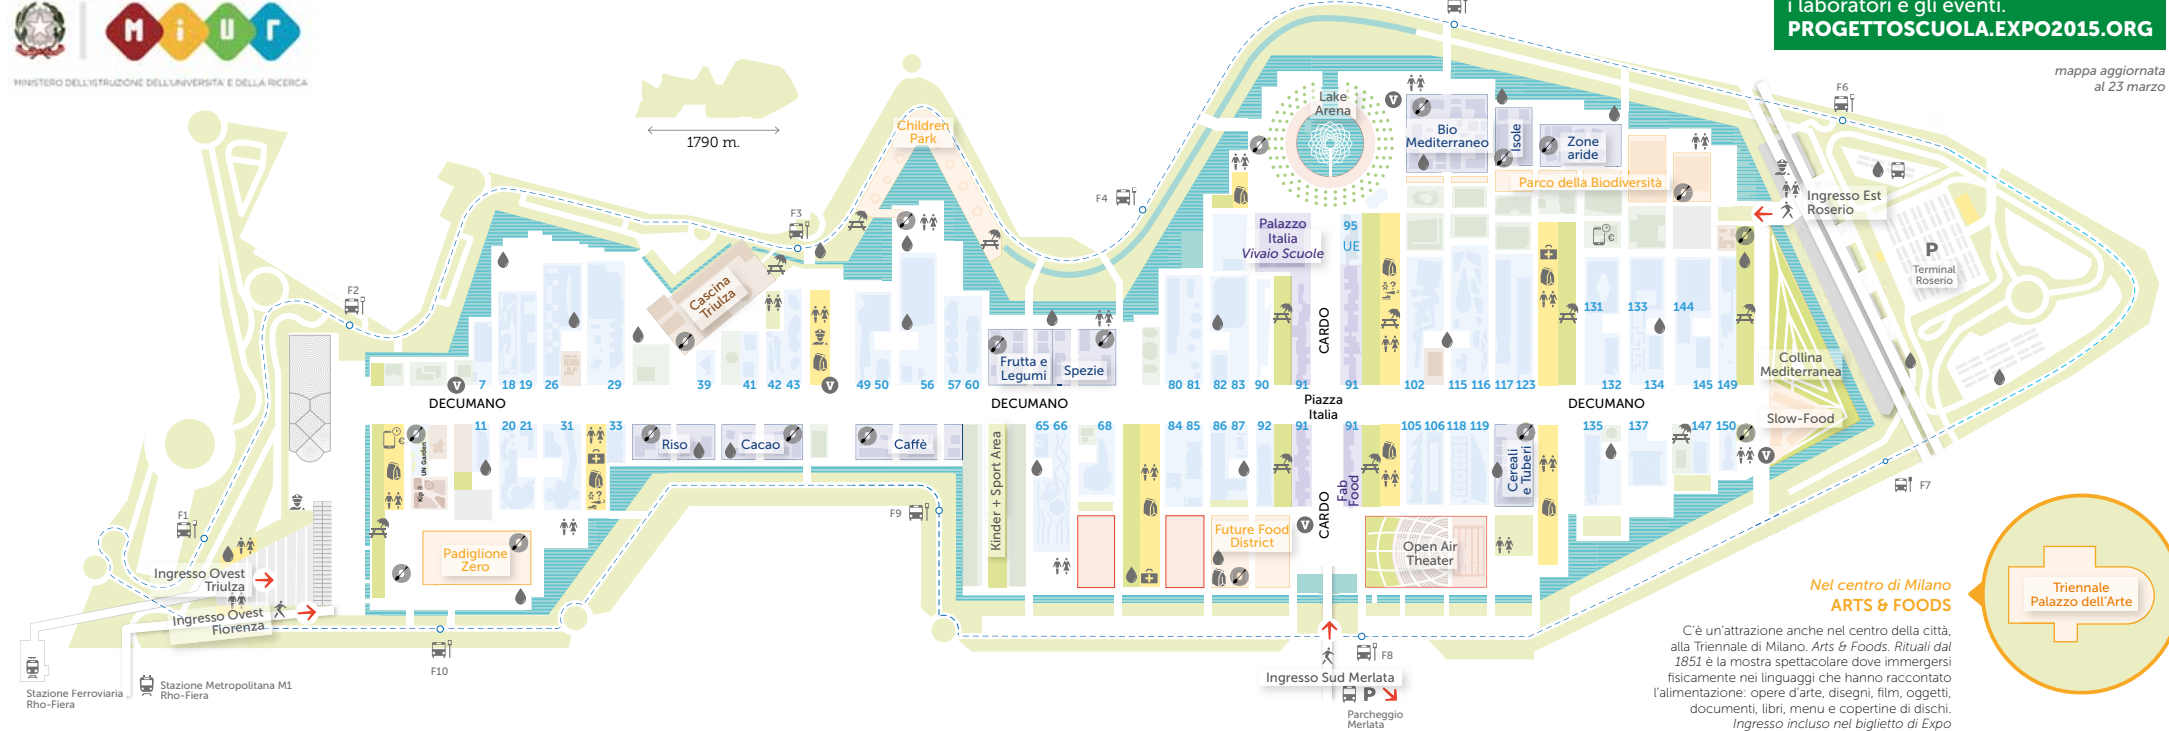 Miur
MINISTERO DELL'ISTRUZIONE DELL'UNIVERSITA' E DELLA RICERCA
i laboratori e gli eventi.
PROGETTOSCUOLA.EXPO2015.ORG
mappa aggiornata
al 23 marzo
1790 m.
Children
Park
Lake
Arena
Bio
Mediterraneo
Isole
Zone
aride
Parco della Biodiversità
F6
Ingresso Est
Roserio
P
Terminal
Roserio
F4
F3
F2
Palazzo
Italia
Vivaio Scuole
95
UE
Cascina
Triulza
CARDO
131
133
144
Frutta e
Legumi
Spezie
Collina
Mediterranea
V
7
18
19
26
29
39
41
42
43
V
49
50
56
57
60
80
81
82
83
90
91
91
102
115
116
117
123
132
134
145
149
DECUMANO
DECUMANO
Piazza
Italia
DECUMANO
Slow-Food
11
20
21
31
33
65
66
68
84
85
86
87
92
91
91
105
106
118
119
135
137
147
150
V
Riso
Cacao
Caffè
UN Garden
Kinder + Sport Area
Fab
Food
Cereali
e Tuberi
F7
F1
F9
CARDO
V
Future Food
District
Open Air
Theater
Padiglione
Zero
Ingresso Ovest
Triulza
Ingresso Ovest
Fiorenza
F10
F8
Ingresso Sud Merlata
P
Parcheggio
Merlata
Stazione Ferroviaria
Rho-Fiera
Stazione Metropolitana M1
Rho-Fiera
Nel centro di Milano
ARTS & FOODS
Triennale
Palazzo dell'Arte
C'è un'attrazione anche nel centro della città,
alla Triennale di Milano. Arts & Foods. Rituali dal
1851 è la mostra spettacolare dove immergersi
fisicamente nei linguaggi che hanno raccontato
l'alimentazione: opere d'arte, disegni, film, oggetti,
documenti, libri, menu e copertine di dischi.
Ingresso incluso nel biglietto di Expo